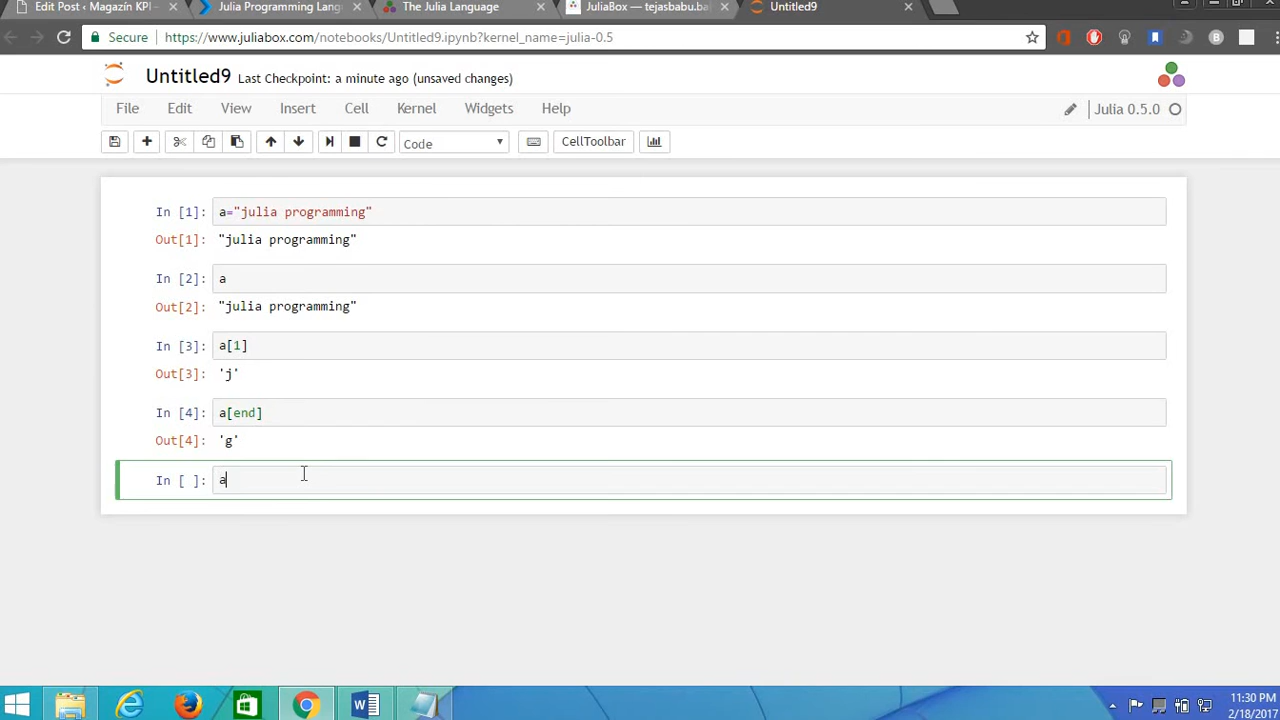 Edit Post ‹ Magazín KPI –
Julia Programming Lang
The Julia Language
JuliaBox — tejasbabu.bal
Untitled9
Secure
https://www.juliabox.com/notebooks/Untitled9.ipynb?kernel_name=julia-0.5
Untitled9 Last Checkpoint: a minute ago (unsaved changes)
File Edit View Insert Cell Kernel Widgets Help
Julia 0.5.0
Code
CellToolbar
In [1]: a="julia programming"
Out[1]: "julia programming"
In [2]: a
Out[2]: "julia programming"
In [3]: a[1]
Out[3]: 'j'
In [4]: a[end]
Out[4]: 'g'
In [ ]: a
11:30 PM
2/18/2017